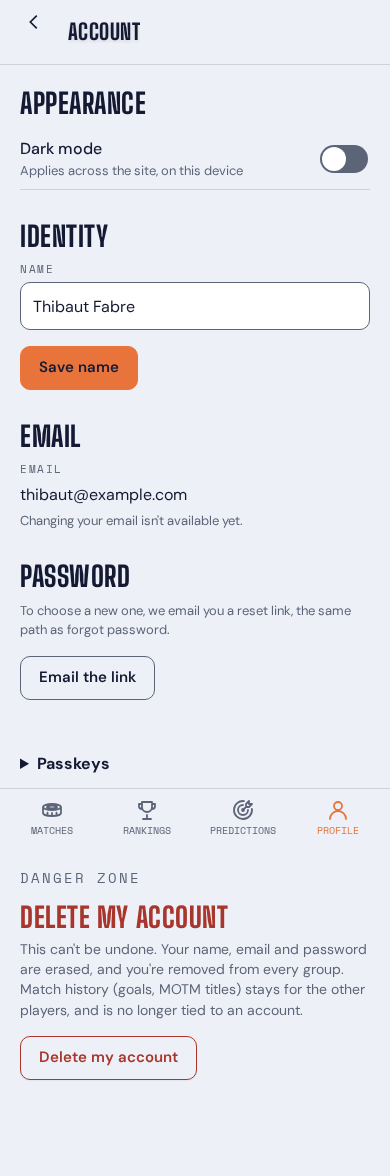 ACCOUNT
APPEARANCE
Dark mode
Applies across the site, on this device
IDENTITY
NAME
Thibaut Fabre
Save name
EMAIL
EMAIL
thibaut@example.com
Changing your email isn't available yet.
PASSWORD
To choose a new one, we email you a reset link, the same
path as forgot password.
Email the link
Passkeys
MATCHES RANKINGS PREDICTIONS PROFILE
DANGER ZONE
DELETE MY ACCOUNT
This can't be undone. Your name, email and password
are erased, and you're removed from every group.
Match history (goals, MOTM titles) stays for the other
players, and is no longer tied to an account.
Delete my account